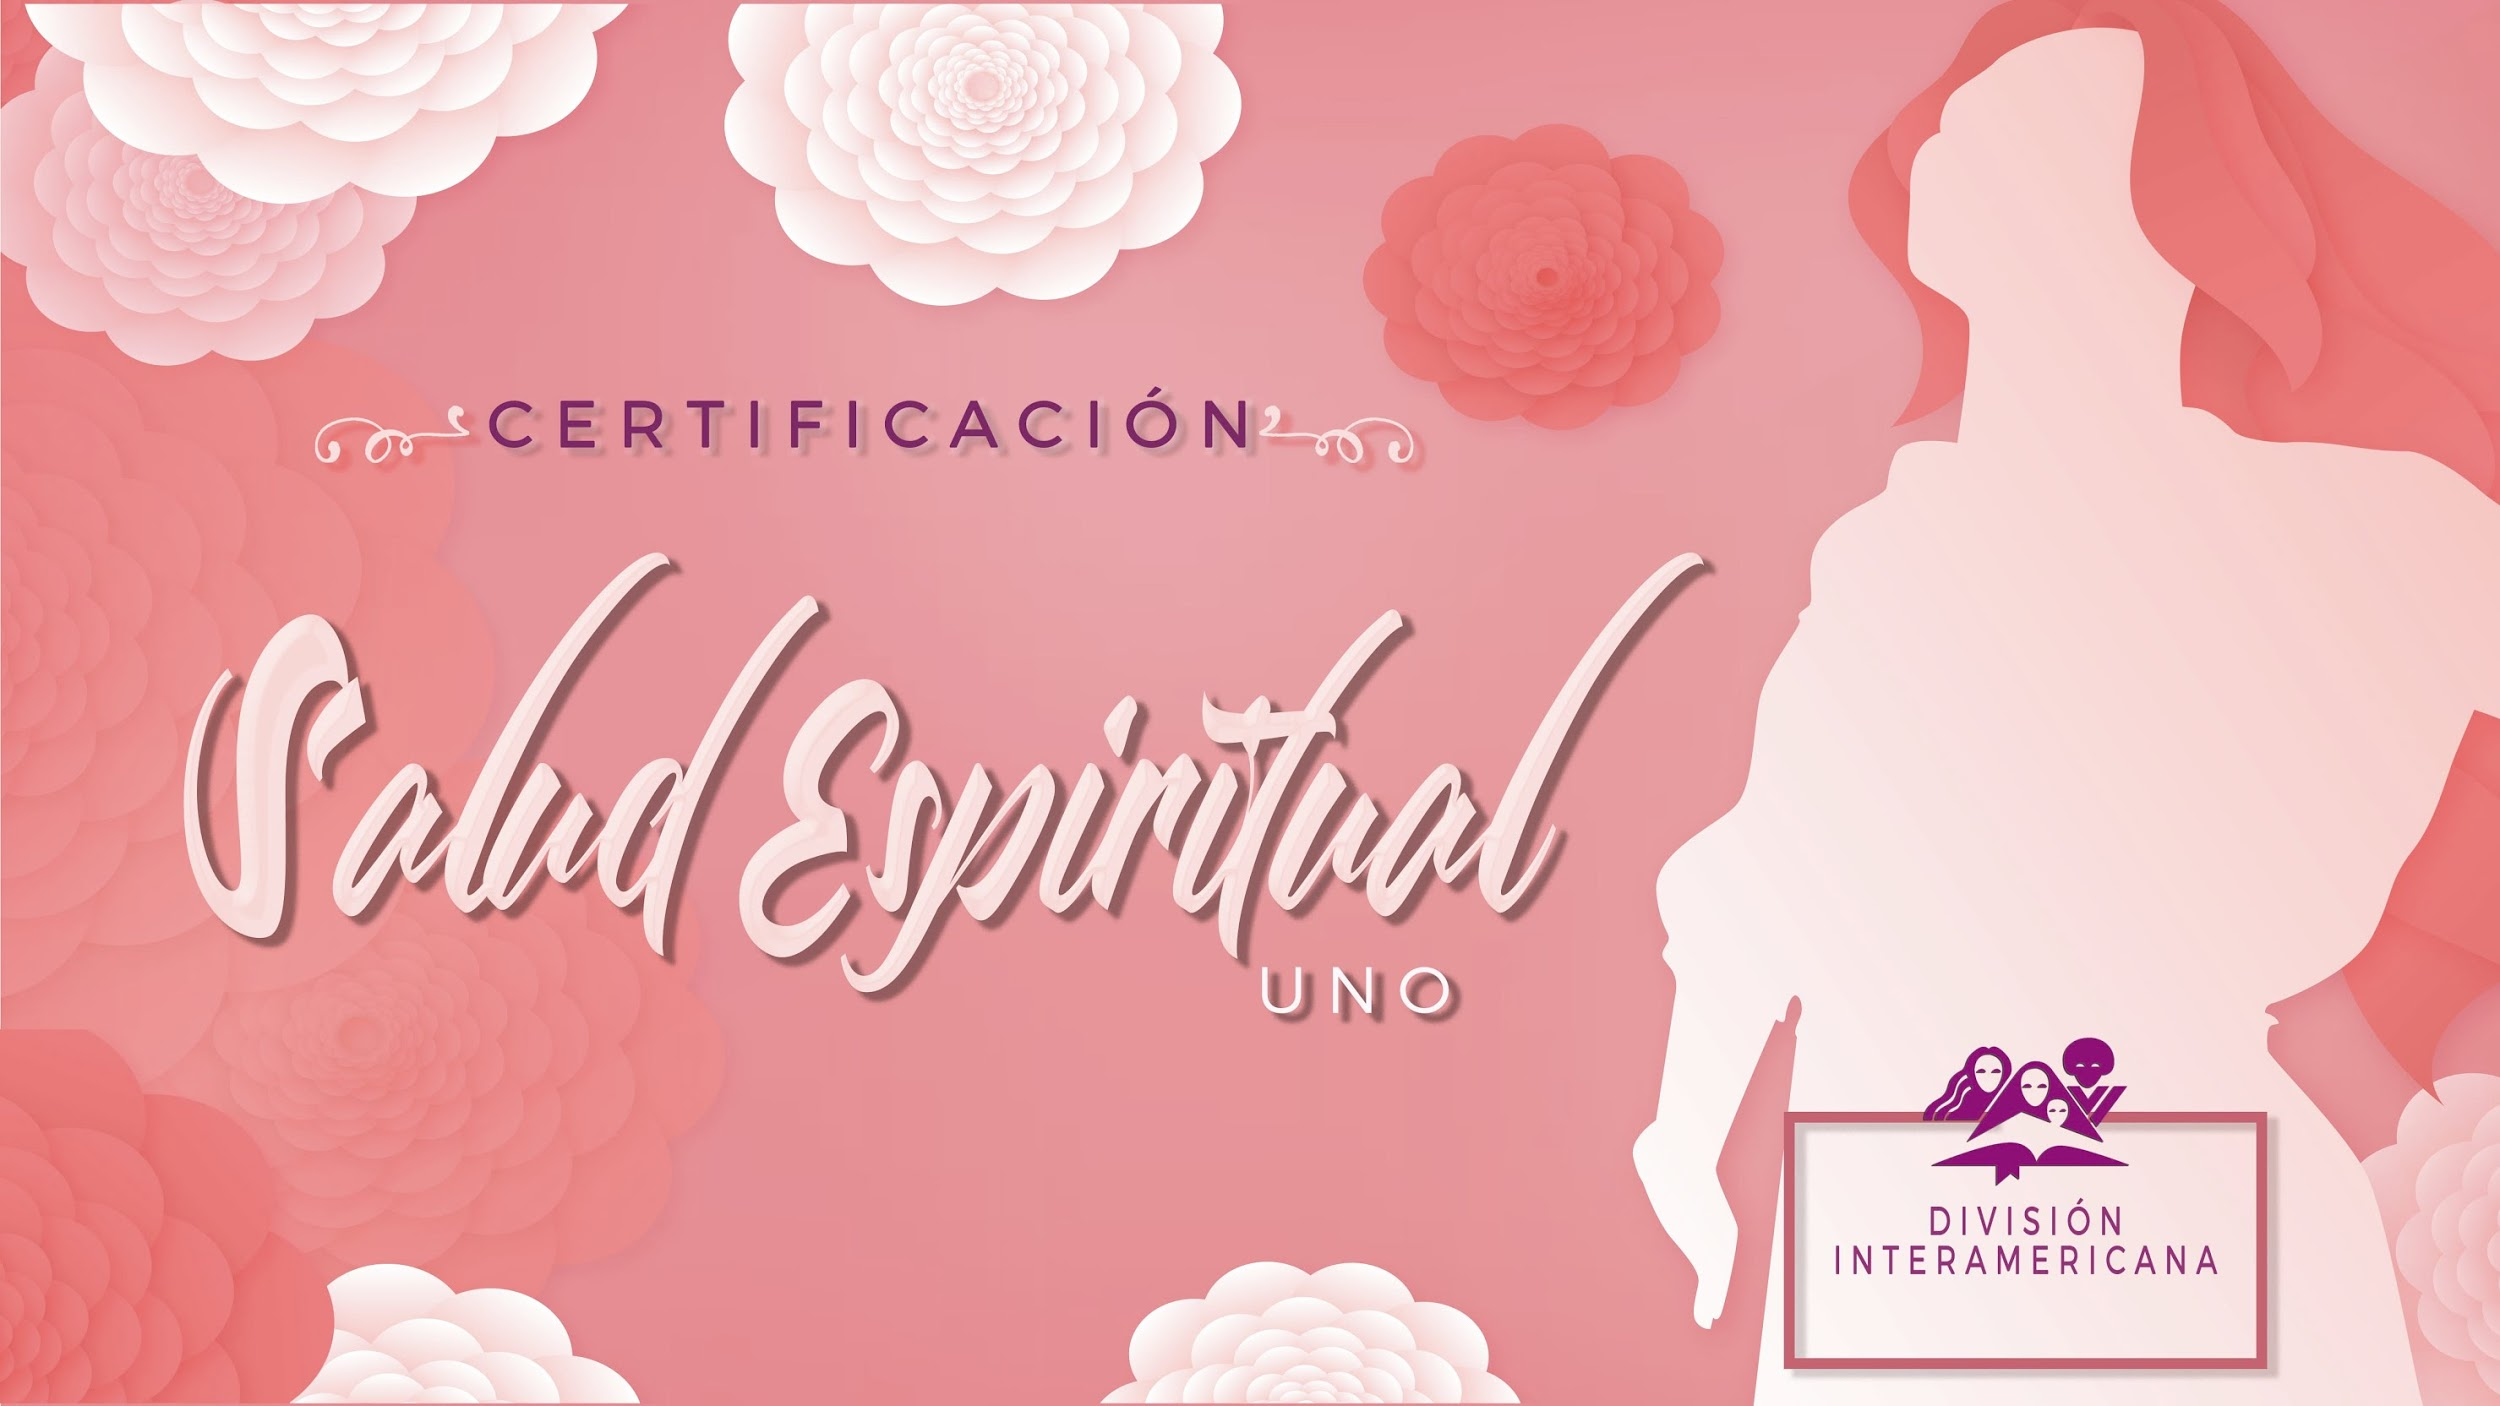 CERTIFICACIÓN
Salud Espiritual
UNO
DIVISIÓN
INTERAMERICANA